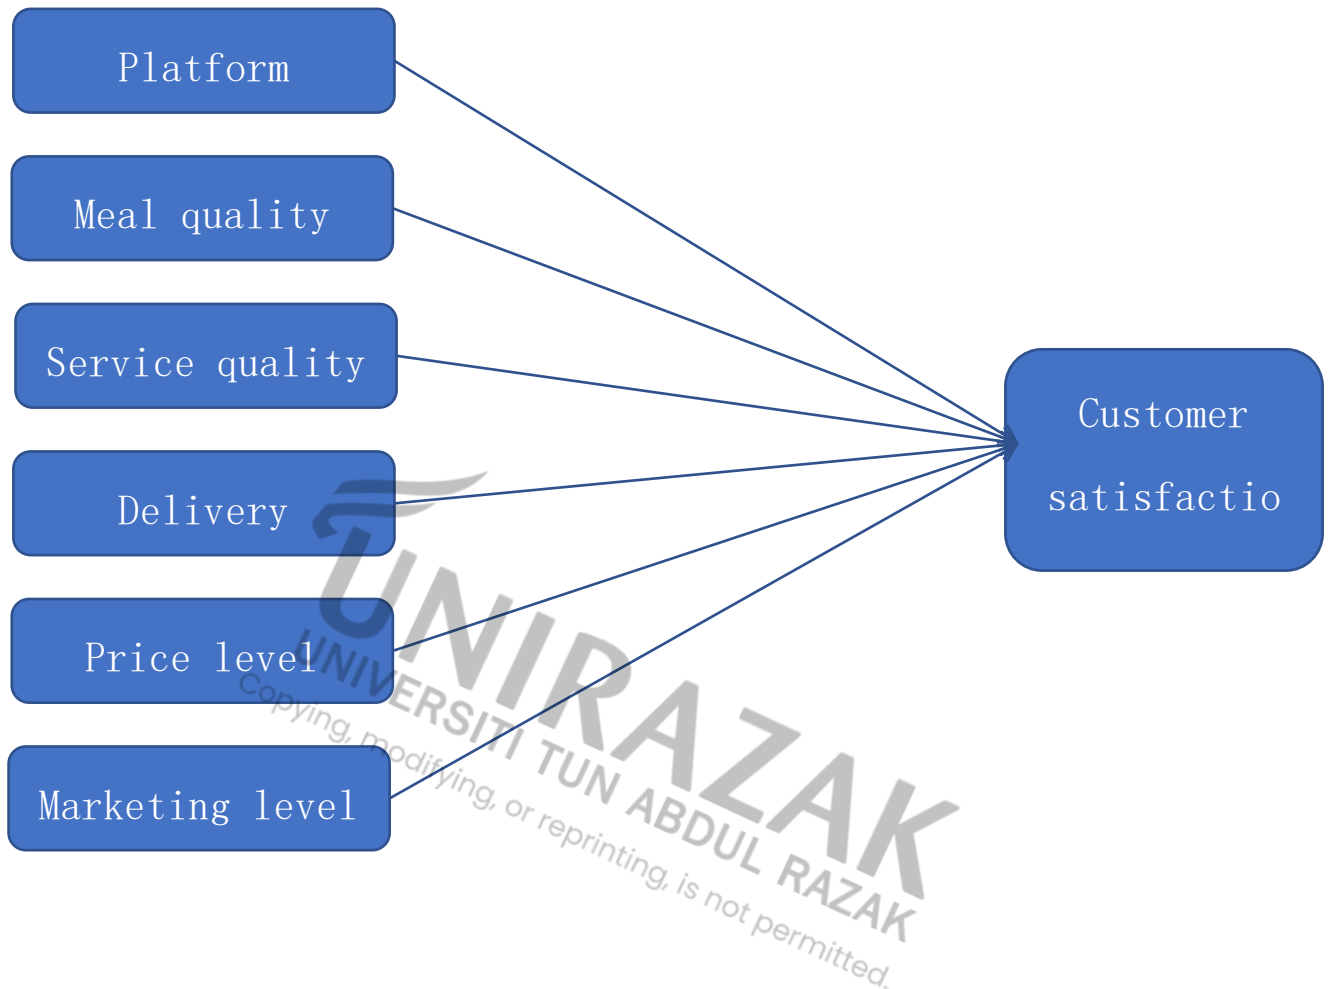 Platform
Meal quality
Service quality
Delivery
Price level
Marketing level
Customer
satisfactio
UNIRAZAK
UNIVERSITI TUN ABDUL RAZAK
Copying, modifying, or reprinting, is not permitted.